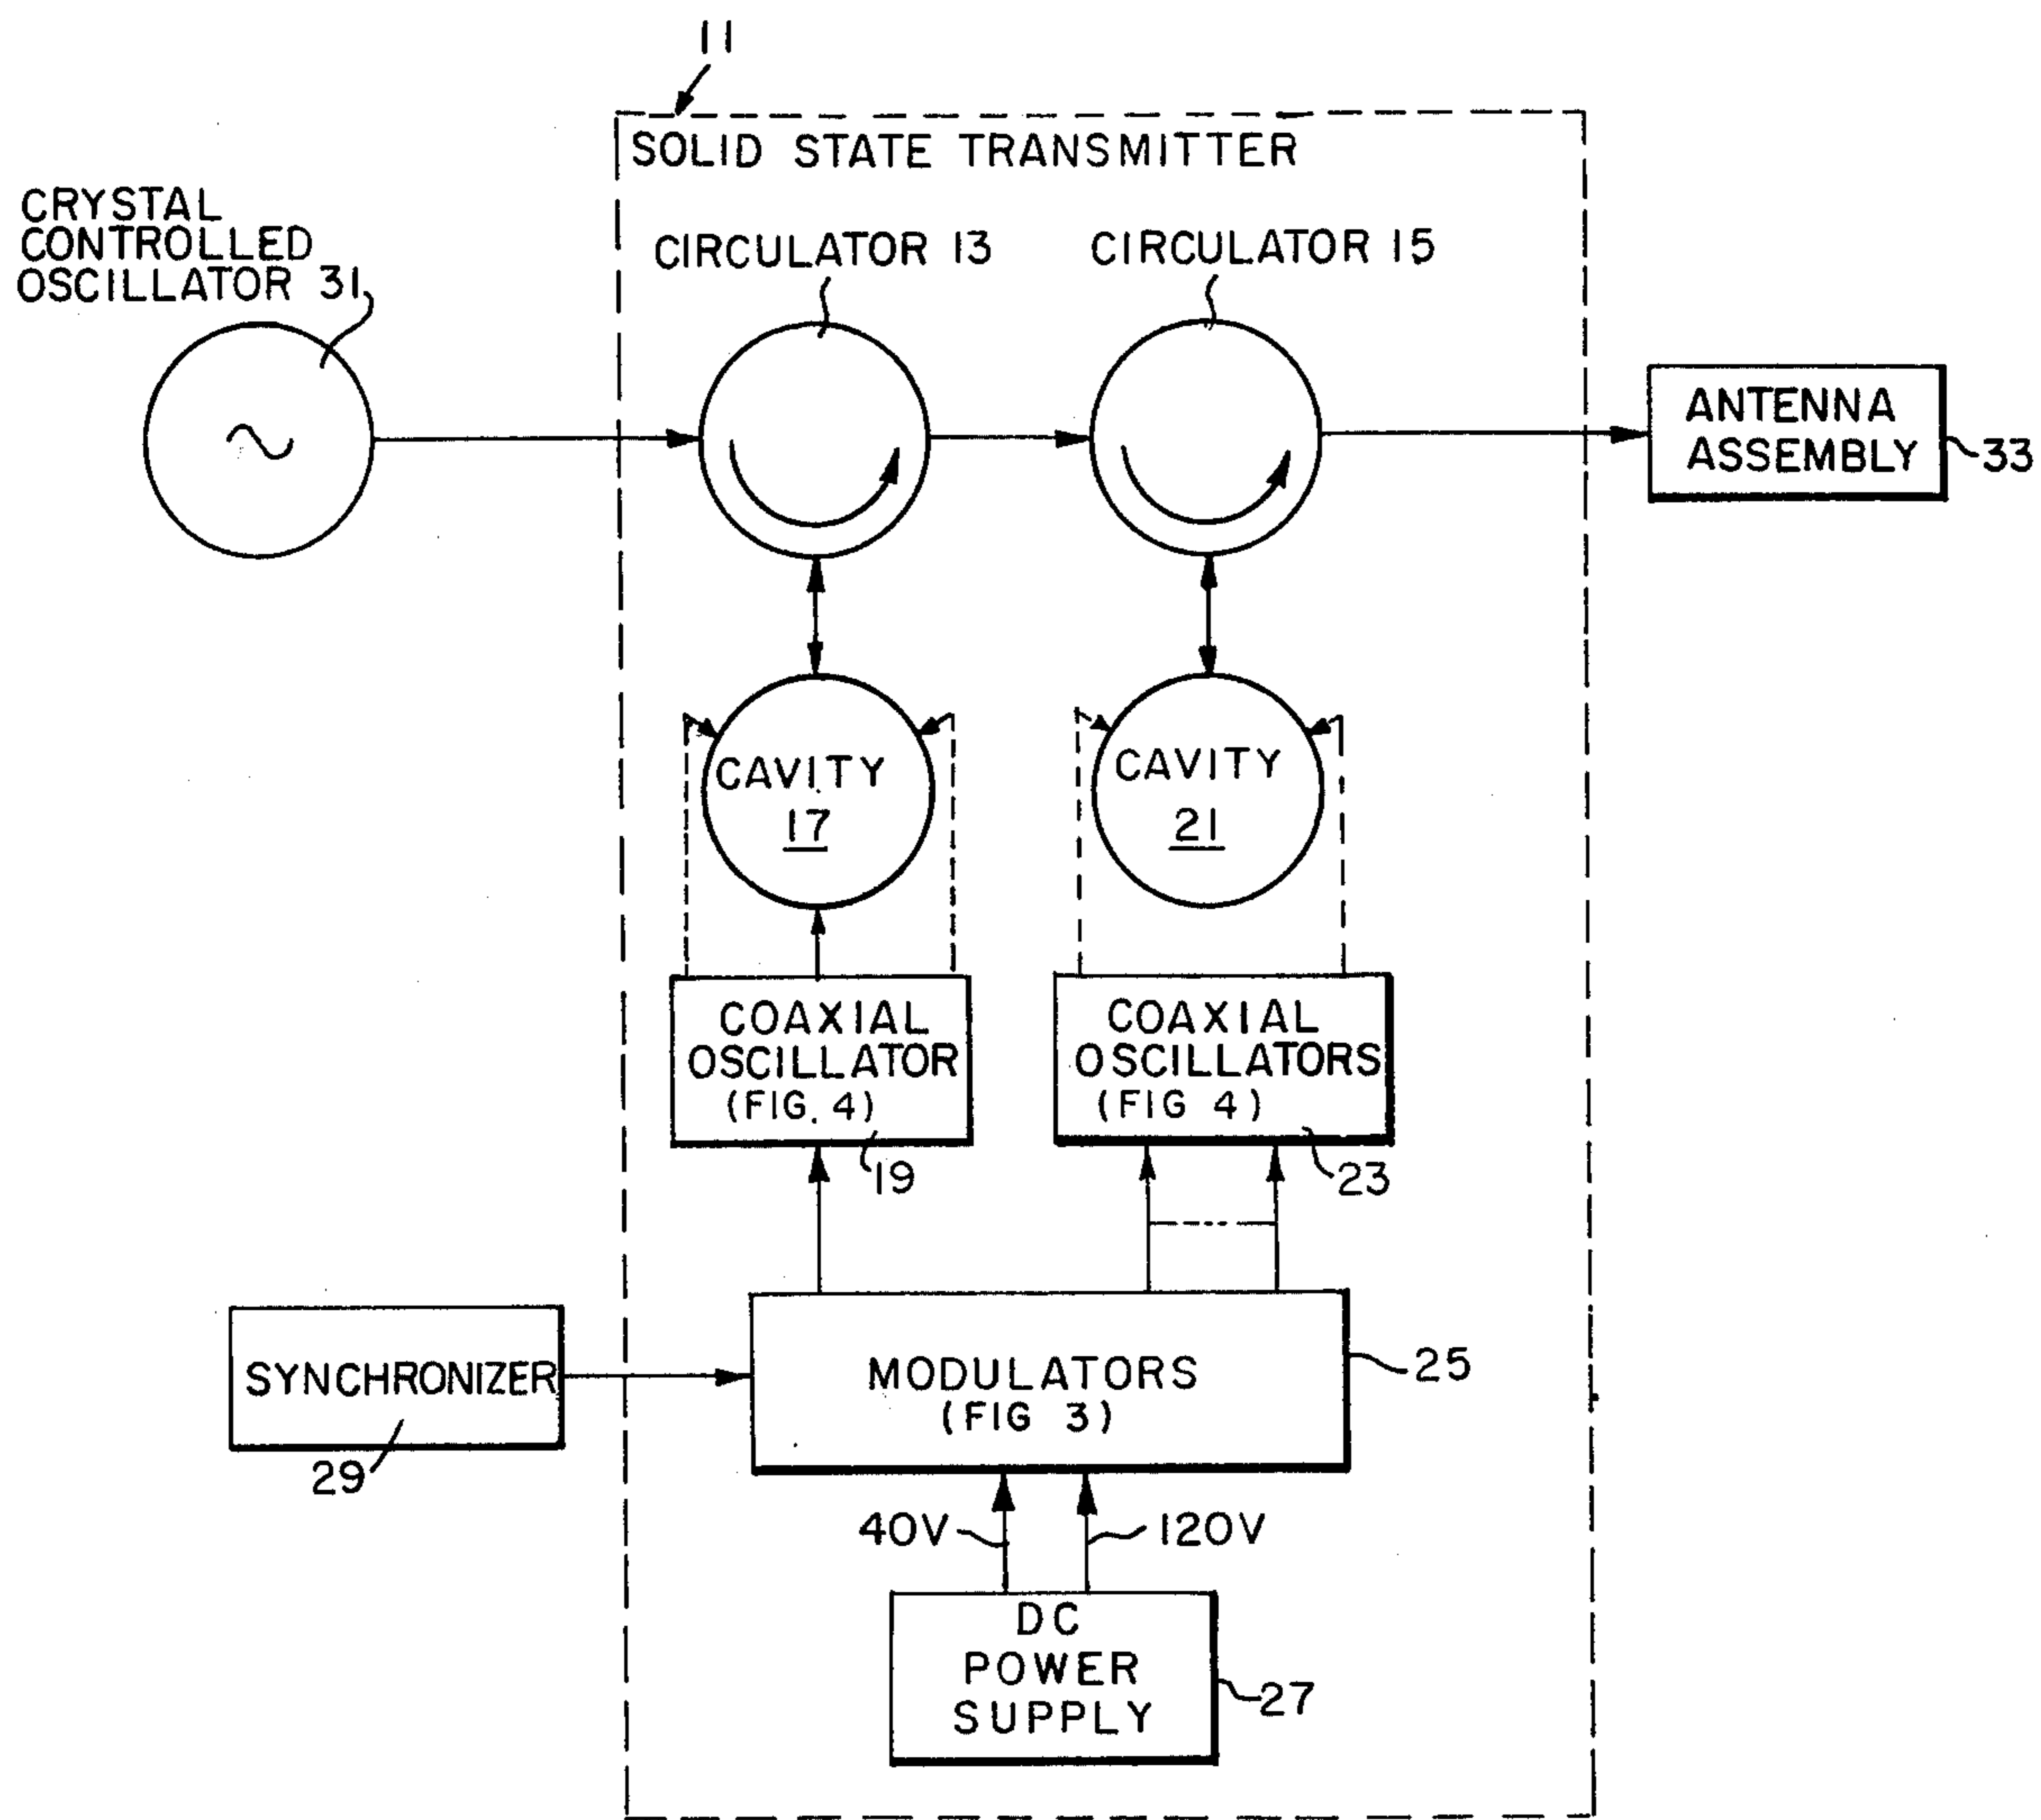 11
SOLID STATE TRANSMITTER
CRYSTAL
CONTROLLED
OSCILLATOR 31
CIRCULATOR 13
CIRCULATOR 15
ANTENNA
ASSEMBLY
33
CAVITY
17
CAVITY
21
COAXIAL
OSCILLATOR
(FIG. 4)
19
COAXIAL
OSCILLATORS
(FIG 4)
23
SYNCHRONIZER
29
MODULATORS
(FIG 3)
25
40V
120V
DC
POWER
SUPPLY
27